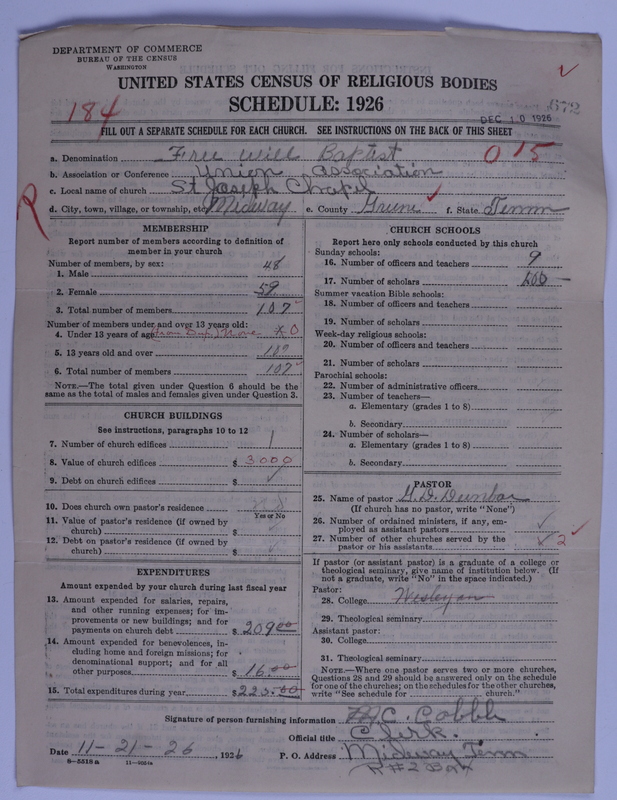 DEPARTMENT OF COMMERCE
BUREAU OF THE CENSUS
WASHINGTON
UNITED STATES CENSUS OF RELIGIOUS BODIES
SCHEDULE: 1926
184
DEC 10 1926
672
FILL OUT A SEPARATE SCHEDULE FOR EACH CHURCH. SEE INSTRUCTIONS ON THE BACK OF THIS SHEET
a. Denomination Free Will Baptist 0 15
b. Association or Conference Union Association
c. Local name of church St Joseph Chapel
d. City, town, village, or township, etc. Midway e. County Greene f. State Tenn
R
MEMBERSHIP
Report number of members according to definition of
member in your church
Number of members, by sex:
1. Male 48
2. Female 59
3. Total number of members 107
Number of members under and over 13 years old:
4. Under 13 years of age None 0
5. 13 years old and over 107
6. Total number of members 107
NOTE.—The total given under Question 6 should be the
same as the total of males and females given under Question 3.
CHURCH BUILDINGS
See instructions, paragraphs 10 to 12
7. Number of church edifices 1
8. Value of church edifices $ 3000
9. Debt on church edifices $
10. Does church own pastor's residence no
Yes or No
11. Value of pastor's residence (if owned by
church) $
12. Debt on pastor's residence (if owned by
church) $
EXPENDITURES
Amount expended by your church during last fiscal year
13. Amount expended for salaries, repairs,
and other running expenses; for im-
provements or new buildings; and for
payments on church debt $ 209.00
14. Amount expended for benevolences, in-
cluding home and foreign missions; for
denominational support; and for all
other purposes $ 16.00
15. Total expenditures during year $ 225.00
CHURCH SCHOOLS
Report here only schools conducted by this church
Sunday schools:
16. Number of officers and teachers 9
17. Number of scholars 100
Summer vacation Bible schools:
18. Number of officers and teachers
19. Number of scholars
Week-day religious schools:
20. Number of officers and teachers
21. Number of scholars
Parochial schools:
22. Number of administrative officers
23. Number of teachers—
a. Elementary (grades 1 to 8)
b. Secondary
24. Number of scholars—
a. Elementary (grades 1 to 8)
b. Secondary
PASTOR
25. Name of pastor G. D. Dunbar
(If church has no pastor, write "None")
26. Number of ordained ministers, if any, em-
ployed as assistant pastors
27. Number of other churches served by the
pastor or his assistants 2
If pastor (or assistant pastor) is a graduate of a college or
theological seminary, give name of institution below. (If
not a graduate, write "No" in the space indicated.)
Pastor:
28. College Wesleyan
29. Theological seminary
Assistant pastor:
30. College
31. Theological seminary
NOTE.—Where one pastor serves two or more churches,
Questions 28 and 29 should be answered only on the schedule
for one of the churches; on the schedules for the other churches,
write "See schedule for church."
Signature of person furnishing information M. C. Cobble
Official title Clerk.
Date 11-21-26, 1926 P. O. Address Midway Tenn
R #2 Box
8-5518 a 11-9064a